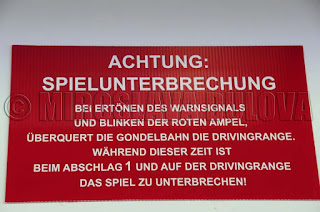 ACHTUNG:
SPIELUNTERBRECHUNG
BEI ERTÖNEN DES WARNSIGNALS
UND BLINKEN DER ROTEN AMPEL,
ÜBERQUERT DIE GONDELBAHN DIE DRIVINGRANGE.
WÄHREND DIESER ZEIT IST
BEIM ABSCHLAG 1 UND AUF DER DRIVINGRANGE
DAS SPIEL ZU UNTERBRECHEN!